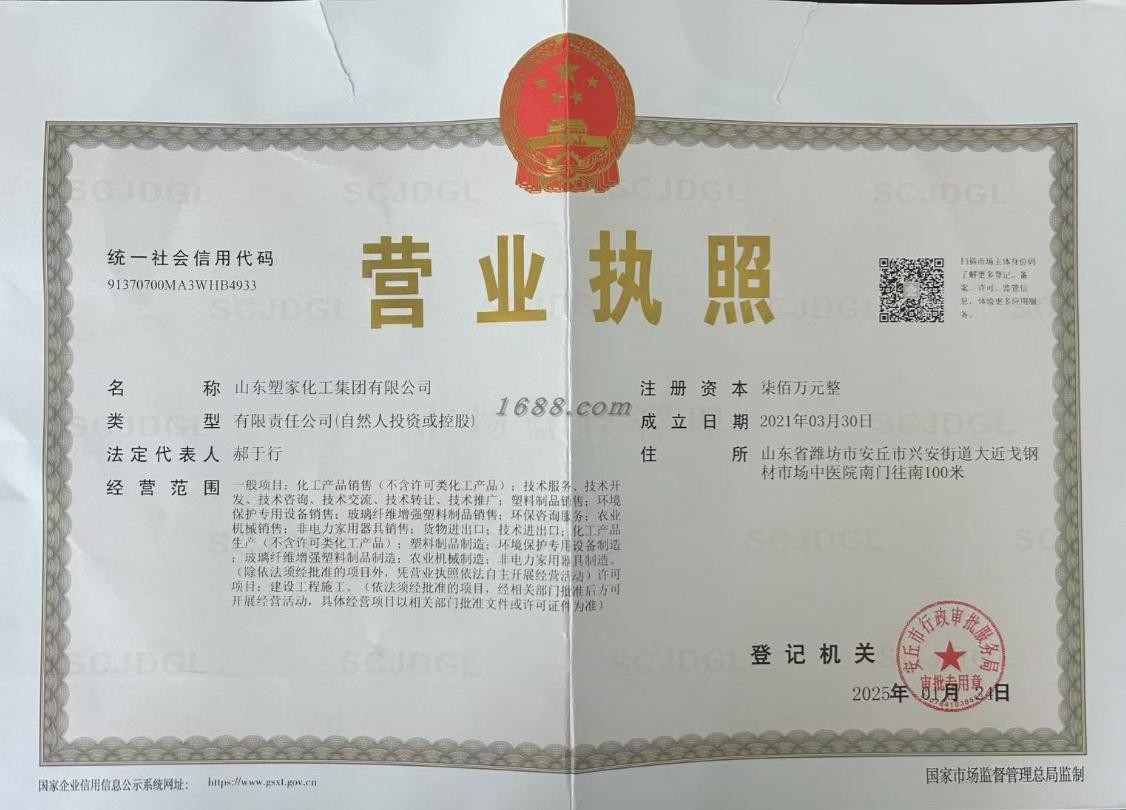 营业执照
统一社会信用代码
91370700MA3WHB4933
扫描市场主体身份码
了解更多登记、备
案、许可、监管信
息，体验更多应用服
务。
名称 山东塑家化工集团有限公司
类型 有限责任公司(自然人投资或控股)
法定代表人 郝于行
经营范围 一般项目：化工产品销售（不含许可类化工产品）；技术服务、技术开
发、技术咨询、技术交流、技术转让、技术推广；塑料制品销售；环境
保护专用设备销售；玻璃纤维增强塑料制品销售；环保咨询服务；农业
机械销售；非电力家用器具销售；货物进出口；技术进出口；化工产品
生产（不含许可类化工产品）；塑料制品制造；环境保护专用设备制造
；玻璃纤维增强塑料制品制造；农业机械制造；非电力家用器具制造。
（除依法须经批准的项目外，凭营业执照依法自主开展经营活动）许可
项目：建设工程施工。（依法须经批准的项目，经相关部门批准后方可
开展经营活动，具体经营项目以相关部门批准文件或许可证件为准）
注册资本 柒佰万元整
成立日期 2021年03月30日
住所 山东省潍坊市安丘市兴安街道大近戈钢
材市场中医院南门往南100米
1688.com
登记机关
安丘市行政审批服务局
审批专用章
2025年 01月 24日
国家企业信用信息公示系统网址： https://www.gsxt.gov.cn
国家市场监督管理总局监制